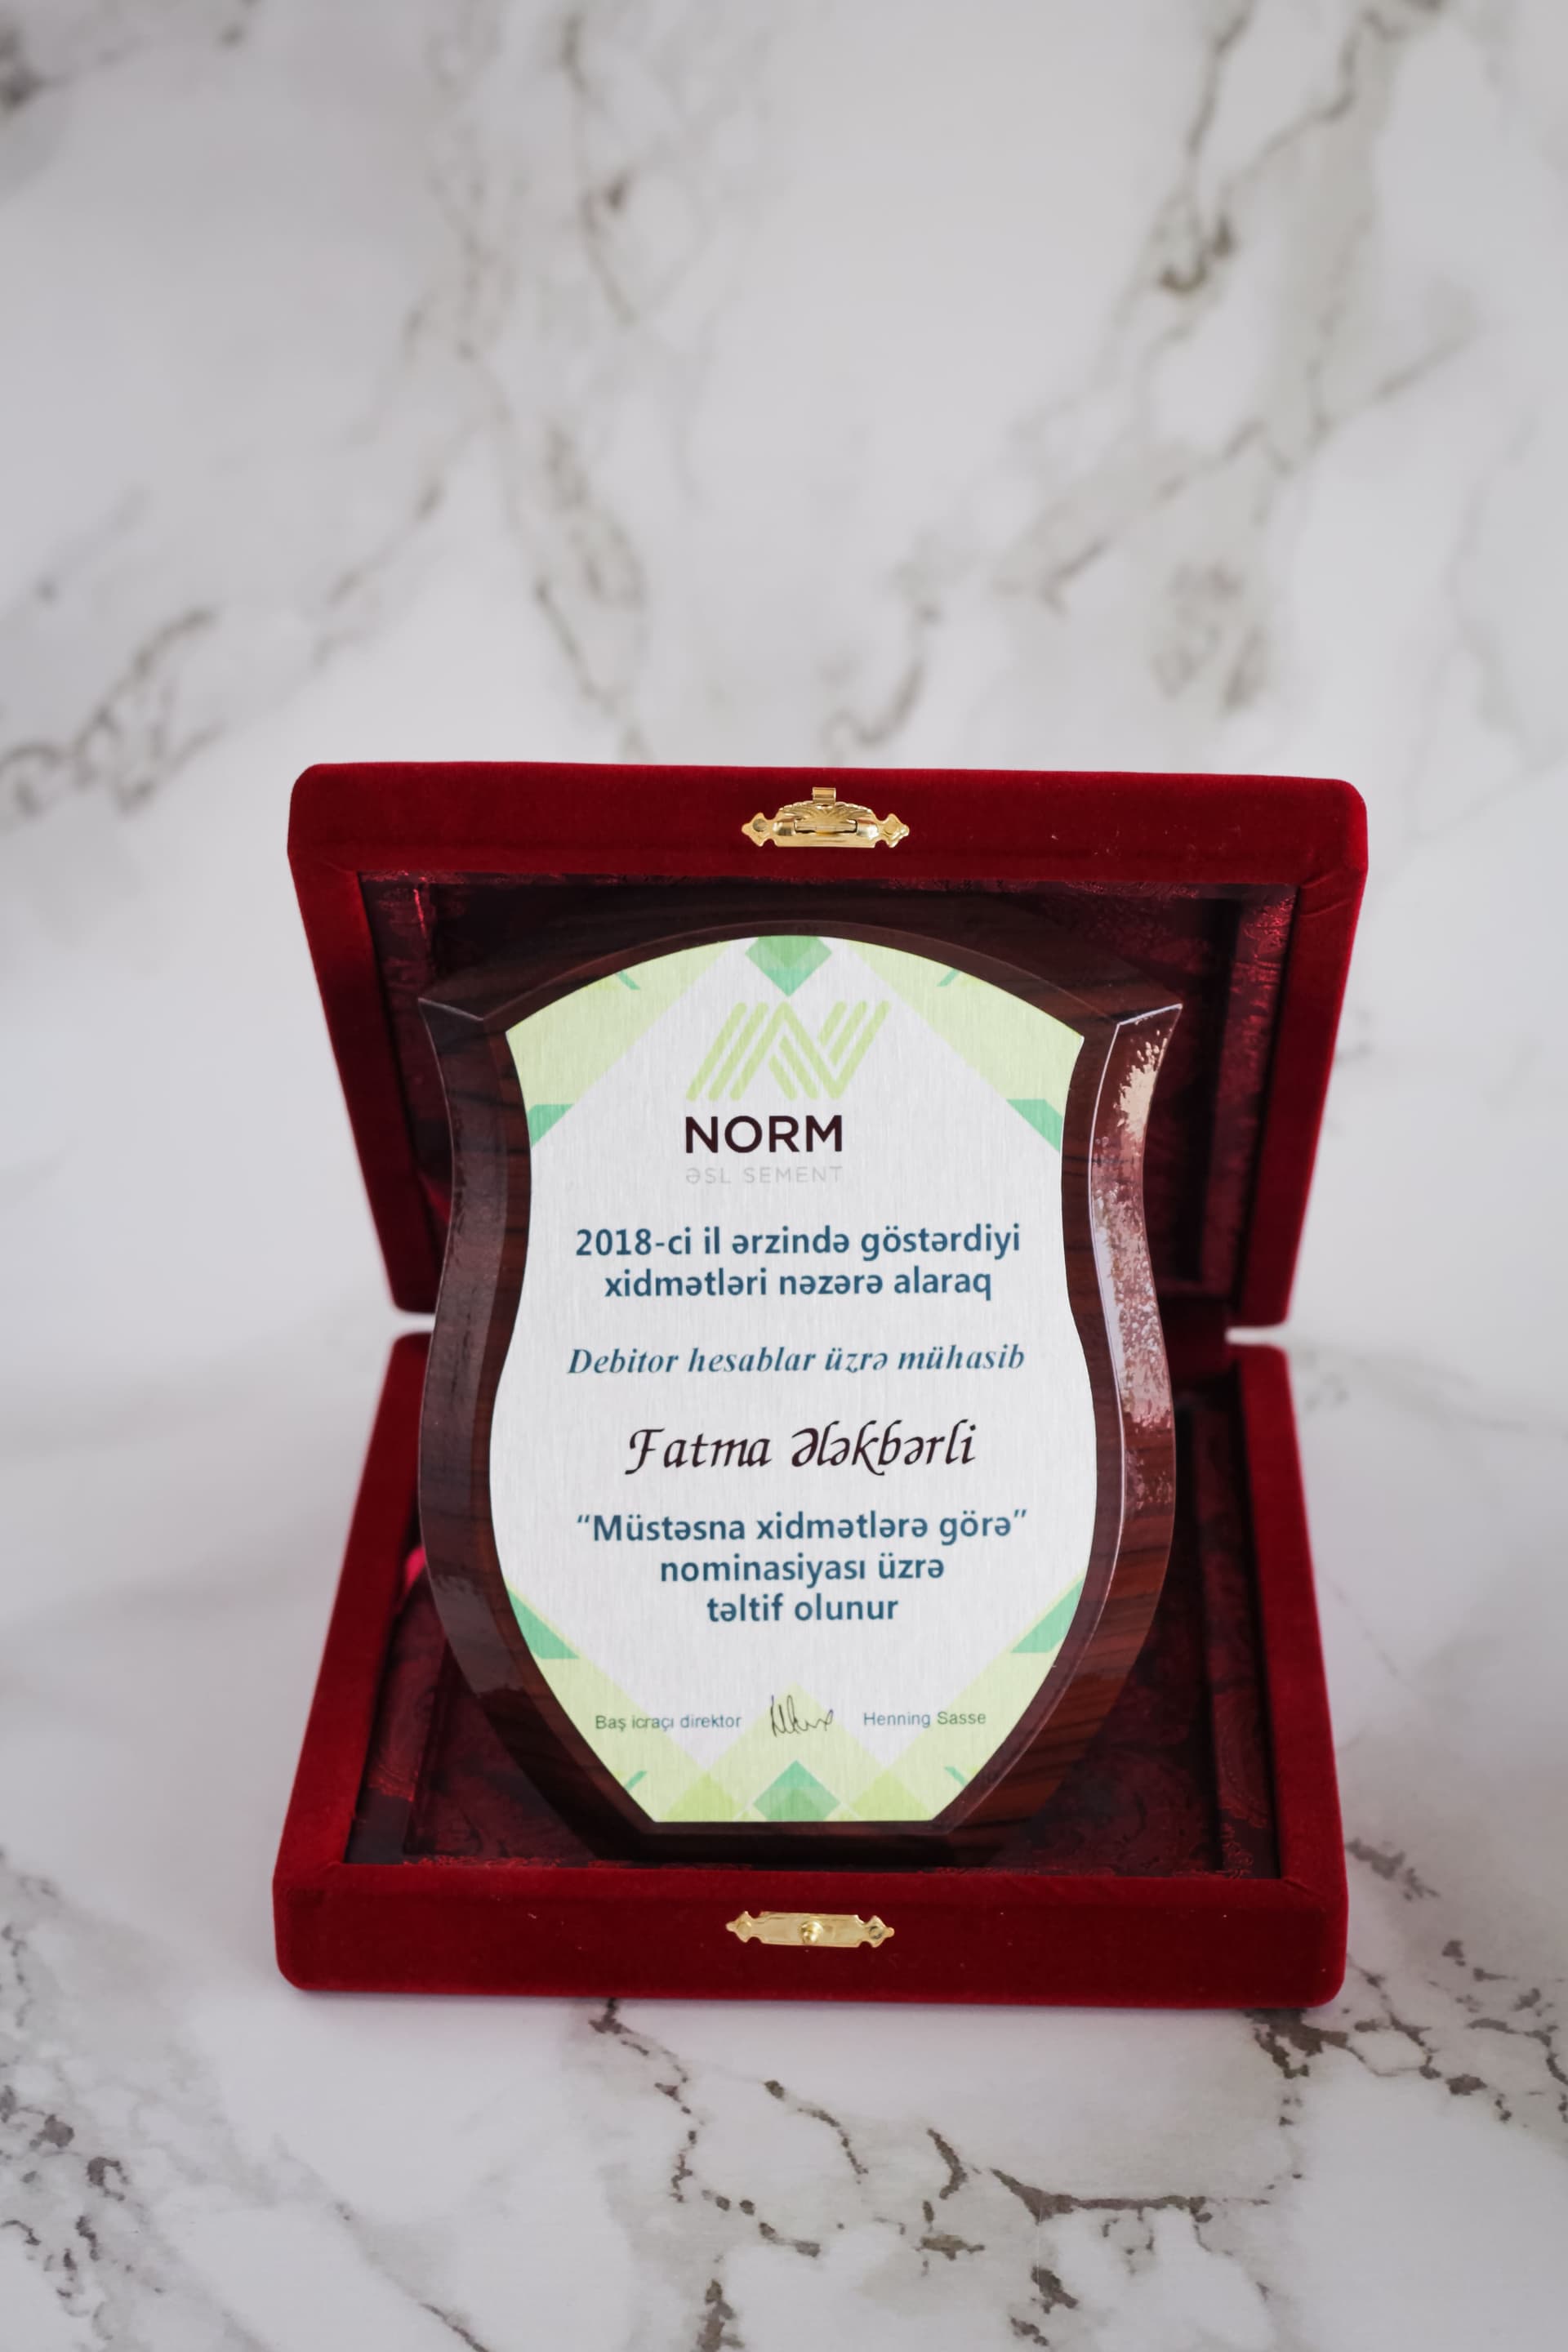 NORM
ƏSL SEMENT
2018-ci il ərzində göstərdiyi
xidmətləri nəzərə alaraq
Debitor hesablar üzrə mühasib
Fatma Ələkbərli
“Müstəsna xidmətlərə görə”
nominasiyası üzrə
təltif olunur
Baş icraçı direktor Henning Sasse